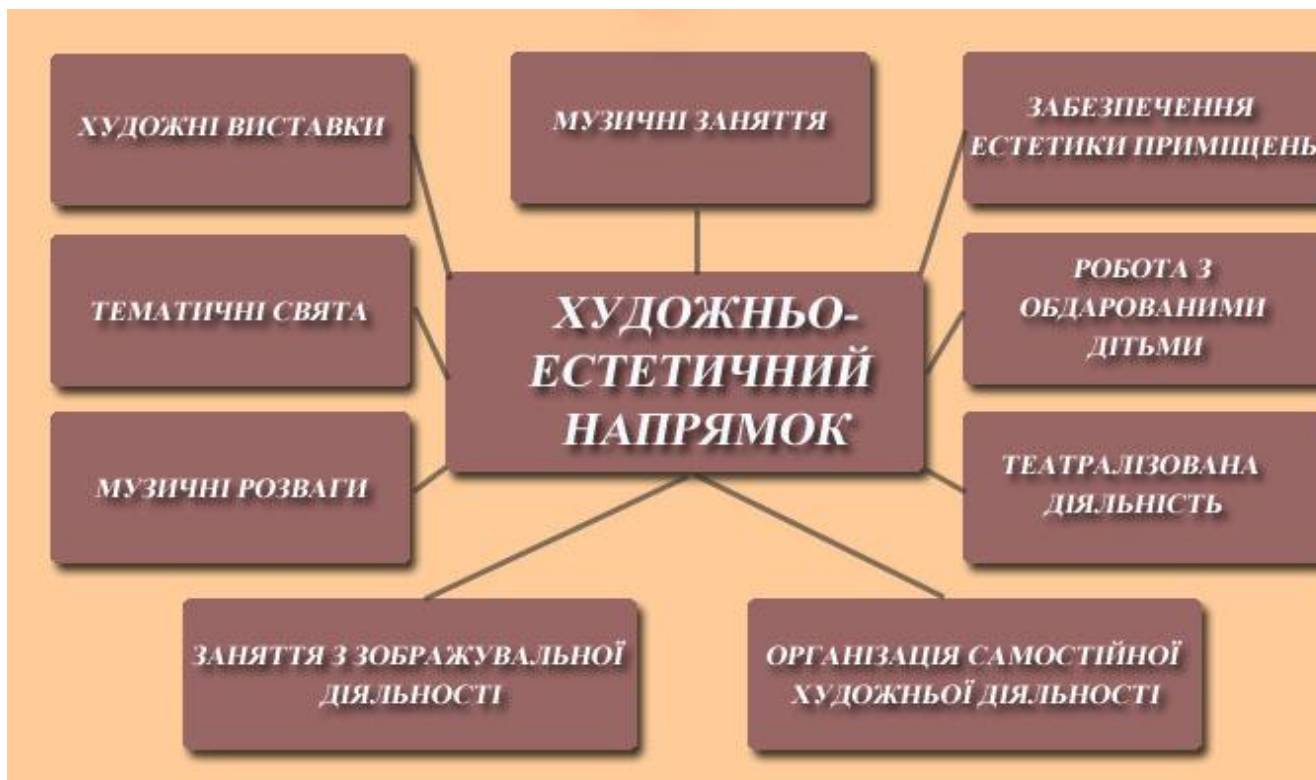 ХУДОЖНІ ВИСТАВКИ
МУЗИЧНІ ЗАНЯТТЯ
ЗАБЕЗПЕЧЕННЯ
ЕСТЕТИКИ ПРИМІЩЕНЬ
ТЕМАТИЧНІ СВЯТА
ХУДОЖНЬО-
ЕСТЕТИЧНИЙ
НАПРЯМОК
РОБОТА З
ОБДАРОВАНИМИ
ДІТЬМИ
МУЗИЧНІ РОЗВАГИ
ТЕАТРАЛІЗОВАНА
ДІЯЛЬНІСТЬ
ЗАНЯТТЯ З ЗОБРАЖУВАЛЬНОЇ
ДІЯЛЬНОСТІ
ОРГАНІЗАЦІЯ САМОСТІЙНОЇ
ХУДОЖНЬОЇ ДІЯЛЬНОСТІ